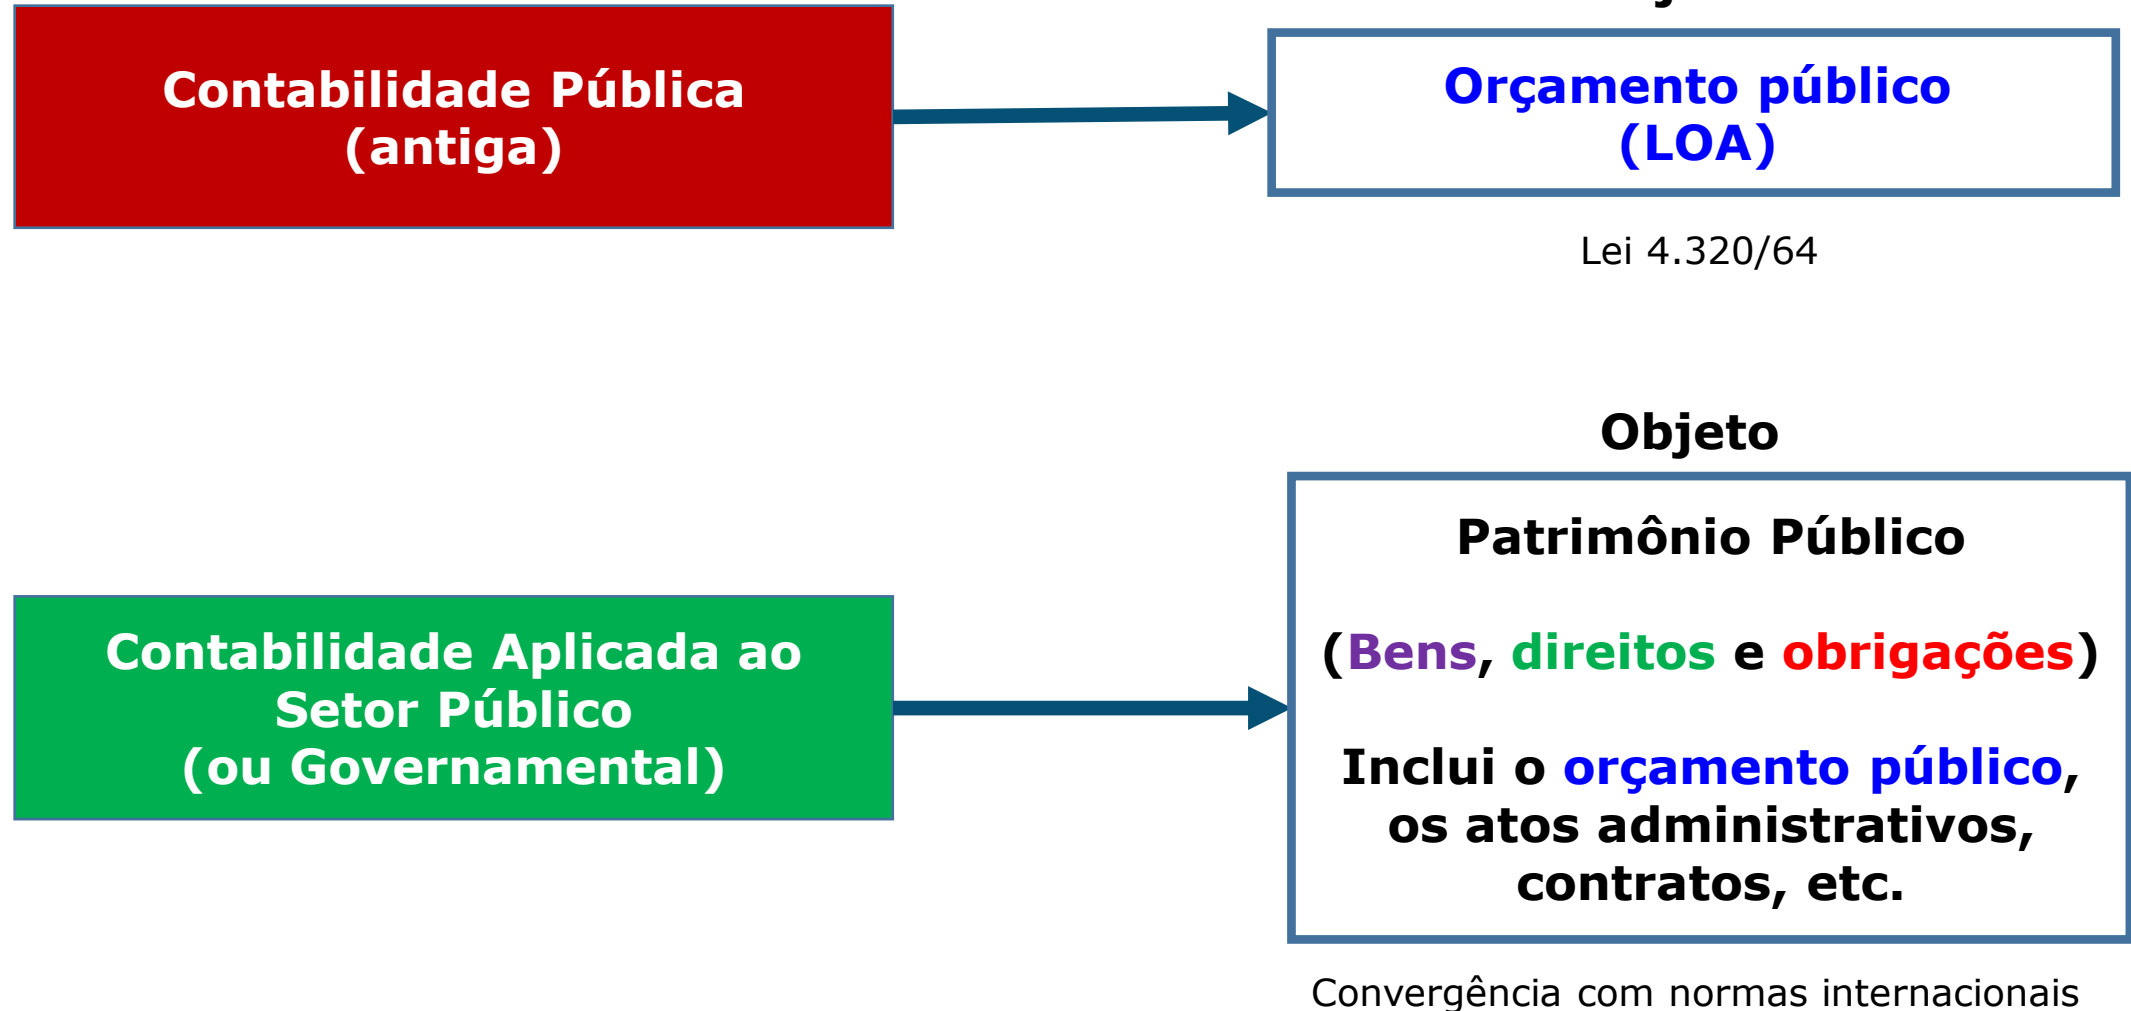 Contabilidade Pública
(antiga)
Orçamento público
(LOA)
Lei 4.320/64
Objeto
Patrimônio Público
(Bens, direitos e obrigações)
Contabilidade Aplicada ao
Setor Público
(ou Governamental)
Inclui o orçamento público,
os atos administrativos,
contratos, etc.
Convergência com normas internacionais